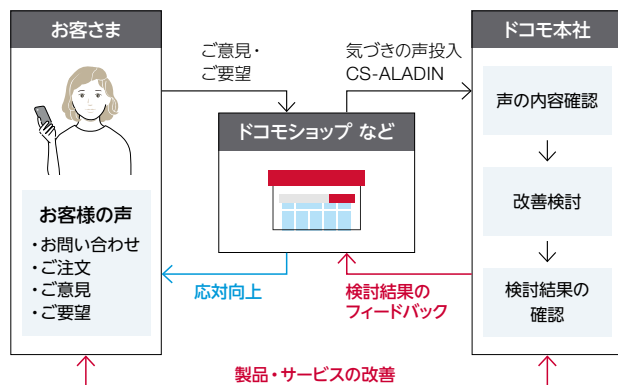 お客さま
お客様の声
・お問い合わせ
・ご注文
・ご意見
・ご要望
ご意見・
ご要望
気づきの声投入
CS-ALADIN
ドコモショップ など
応対向上
検討結果の
フィードバック
ドコモ本社
声の内容確認
改善検討
検討結果の
確認
製品・サービスの改善